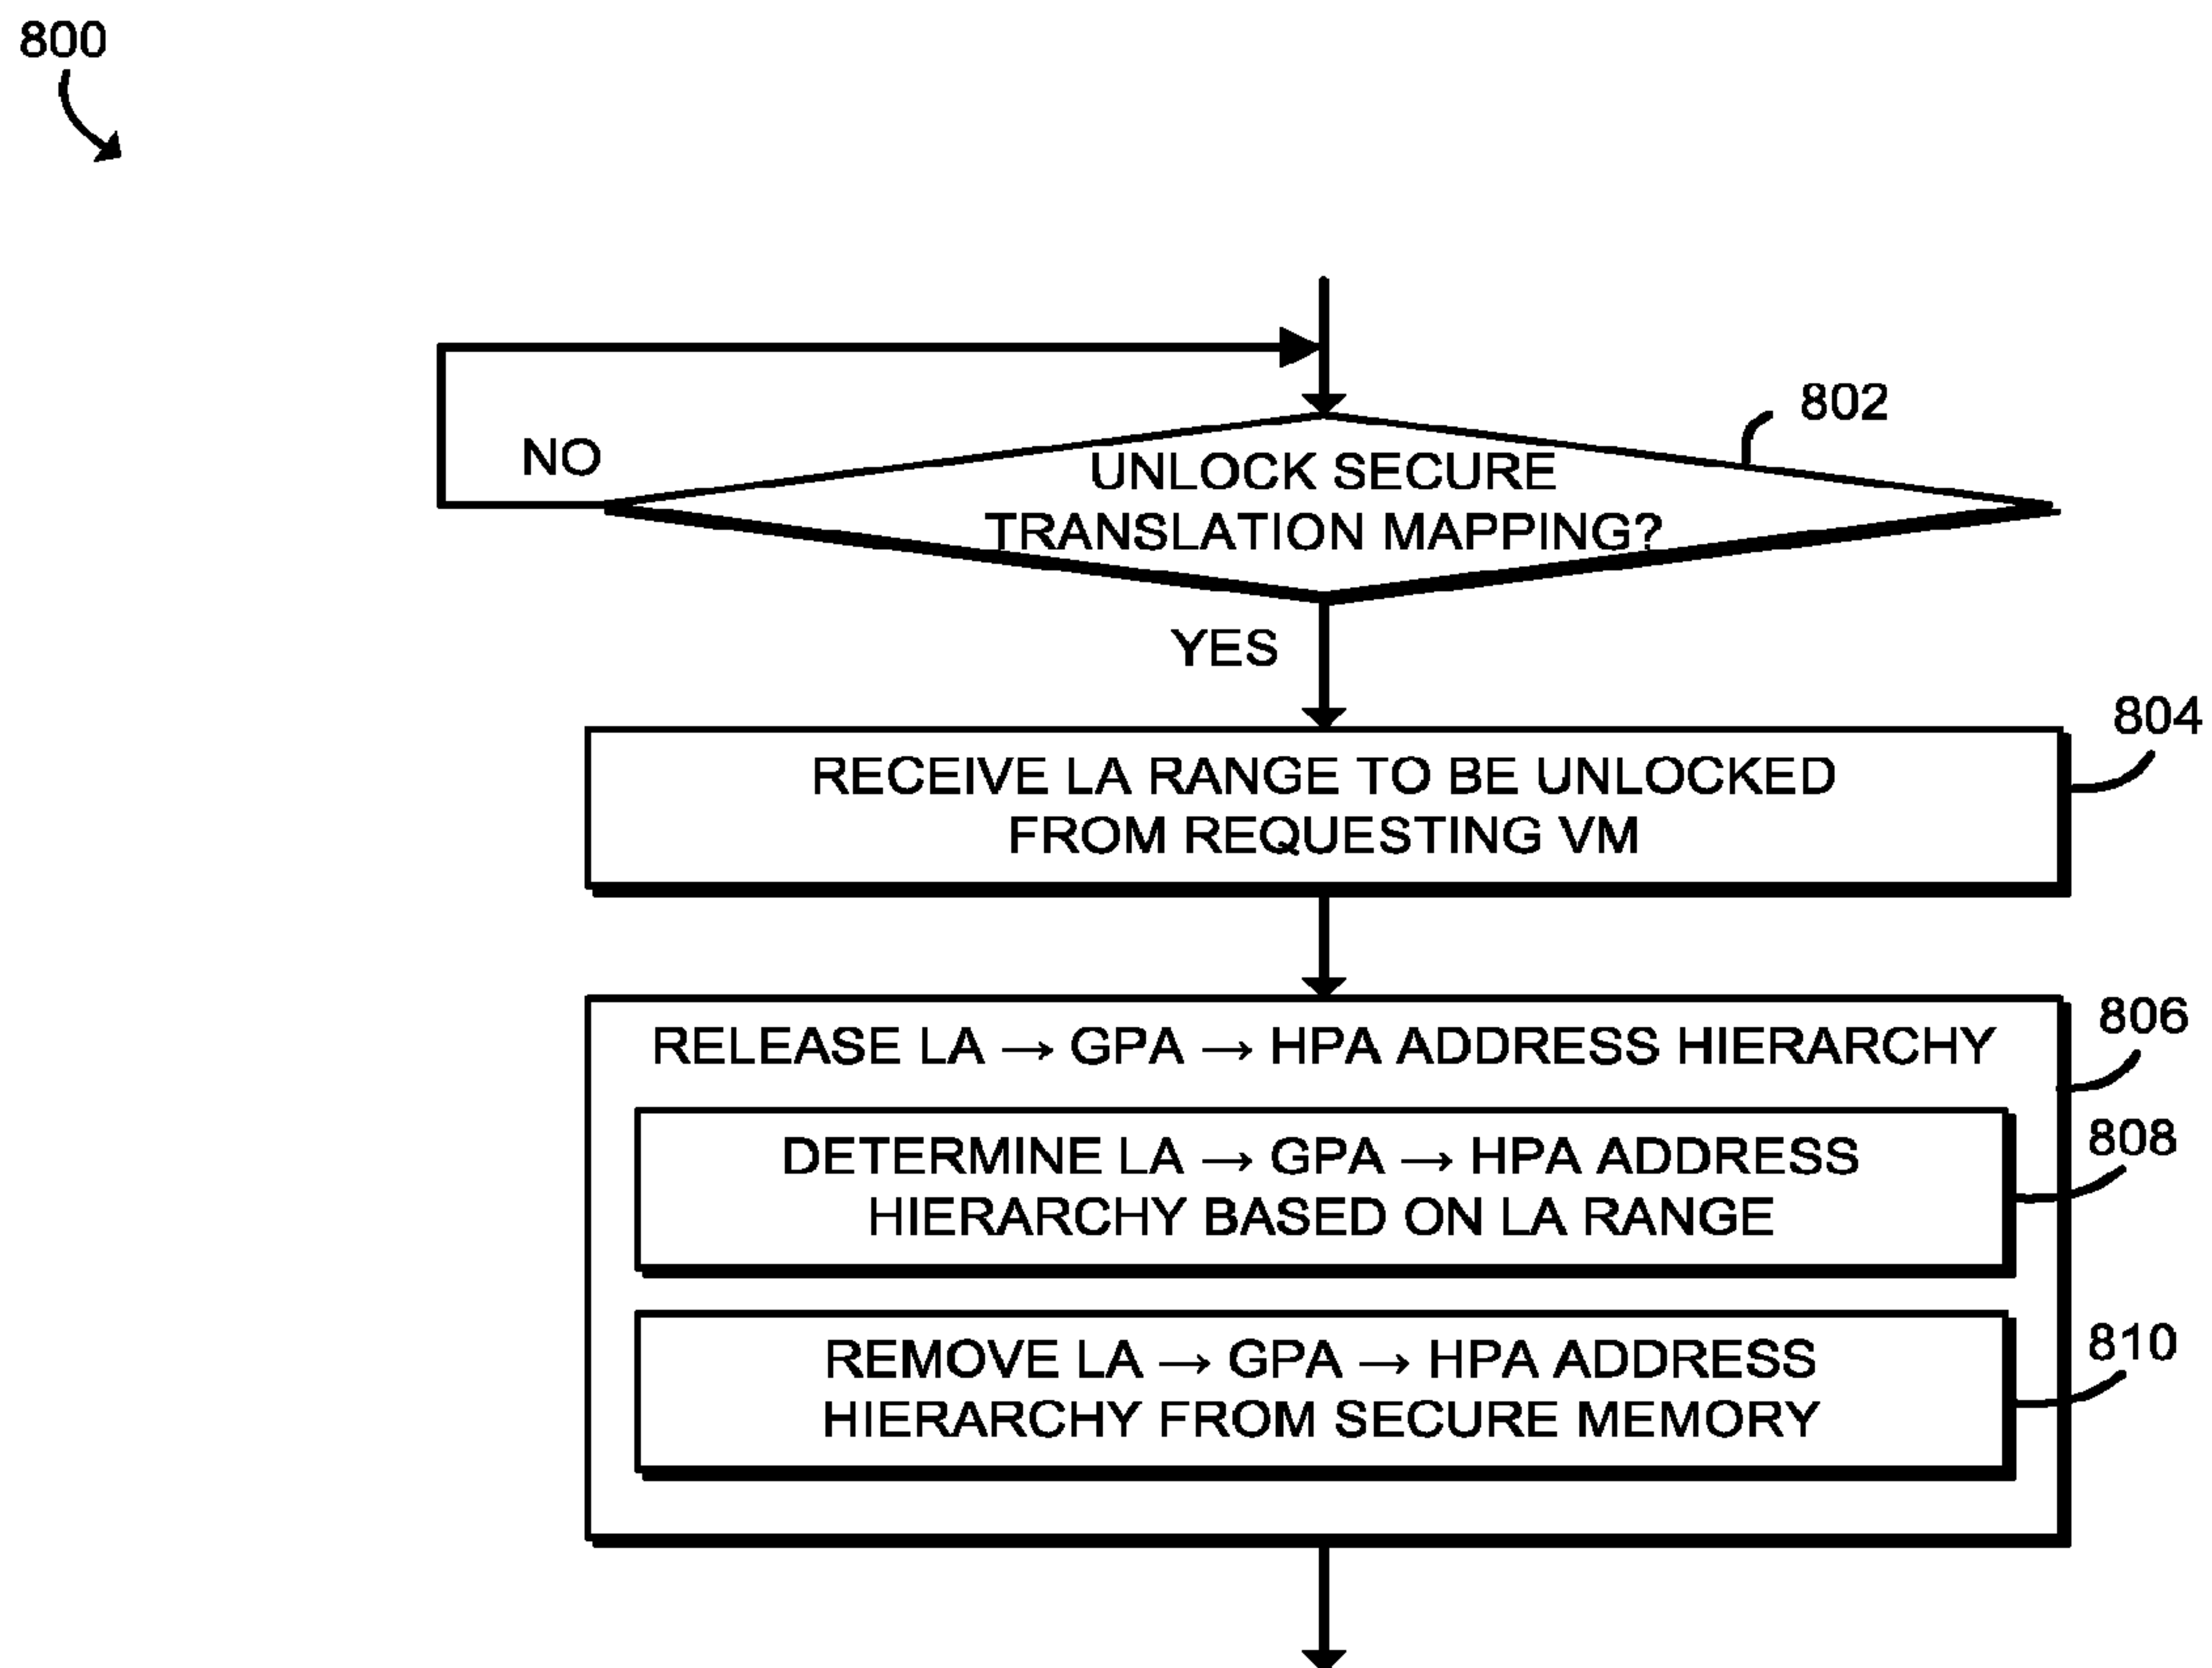 800
802
UNLOCK SECURE
TRANSLATION MAPPING?
NO
YES
804
RECEIVE LA RANGE TO BE UNLOCKED
FROM REQUESTING VM
806
RELEASE LA → GPA → HPA ADDRESS HIERARCHY
808
DETERMINE LA → GPA → HPA ADDRESS
HIERARCHY BASED ON LA RANGE
810
REMOVE LA → GPA → HPA ADDRESS
HIERARCHY FROM SECURE MEMORY